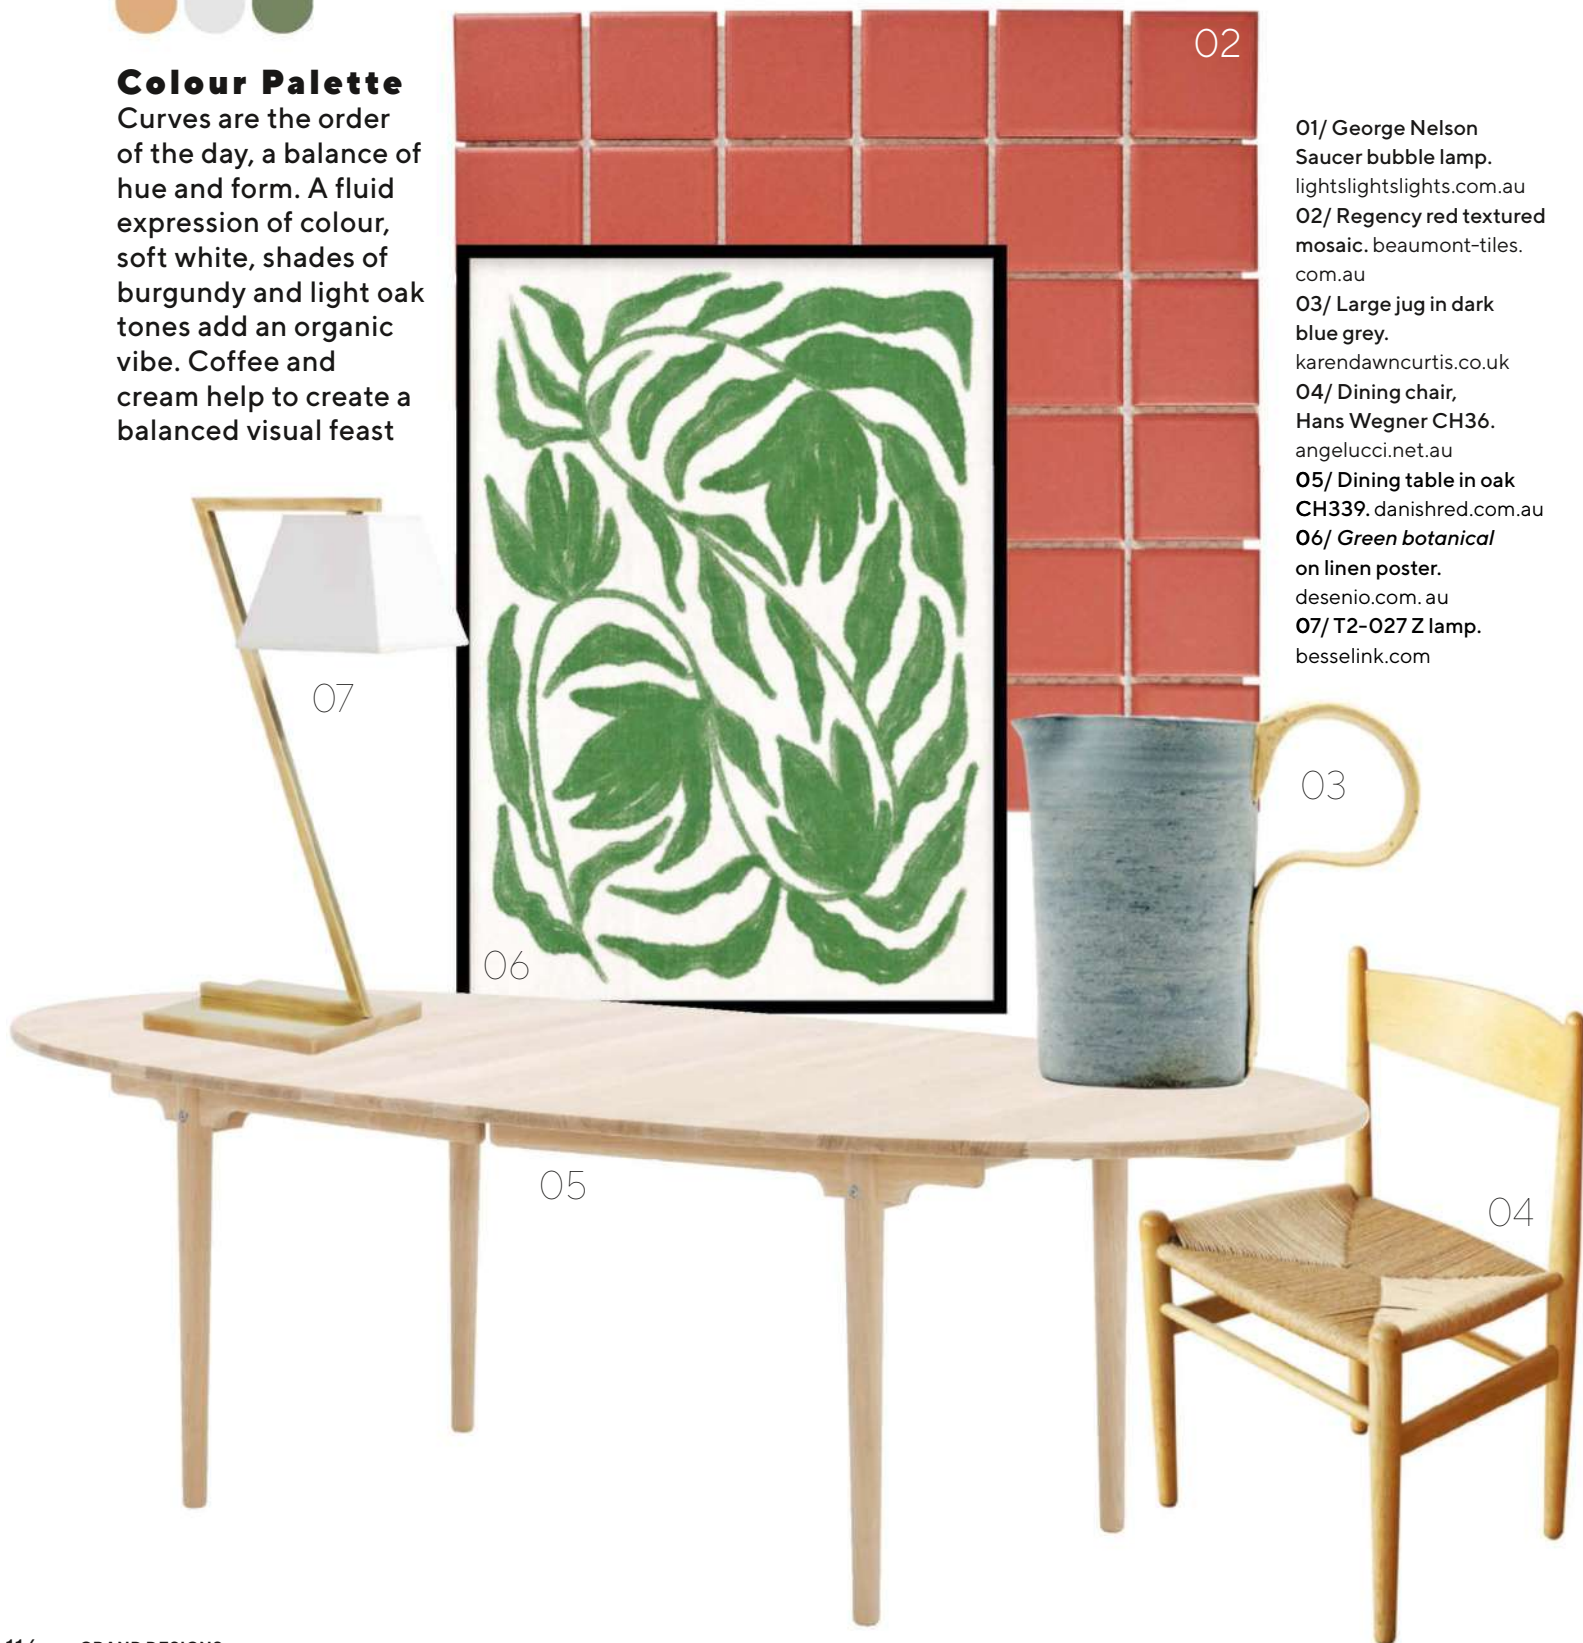 Colour Palette
Curves are the order
of the day, a balance of
hue and form. A fluid
expression of colour,
soft white, shades of
burgundy and light oak
tones add an organic
vibe. Coffee and
cream help to create a
balanced visual feast
02
01/ George Nelson
Saucer bubble lamp.
lightslightslights.com.au
02/ Regency red textured
mosaic. beaumont-tiles.
com.au
03/ Large jug in dark
blue grey.
karendawncurtis.co.uk
04/ Dining chair,
Hans Wegner CH36.
angelucci.net.au
05/ Dining table in oak
CH339. danishred.com.au
06/ Green botanical
on linen poster.
desenio.com. au
07/ T2-027 Z lamp.
besselink.com
07
03
06
05
04